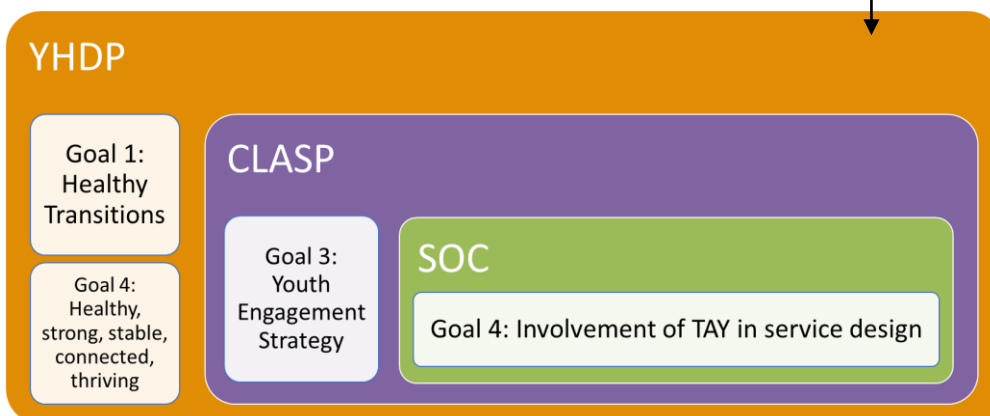 YHDP
Goal 1:
Healthy
Transitions
Goal 4:
Healthy,
strong, stable,
connected,
thriving
CLASP
Goal 3:
Youth
Engagement
Strategy
SOC
Goal 4: Involvement of TAY in service design